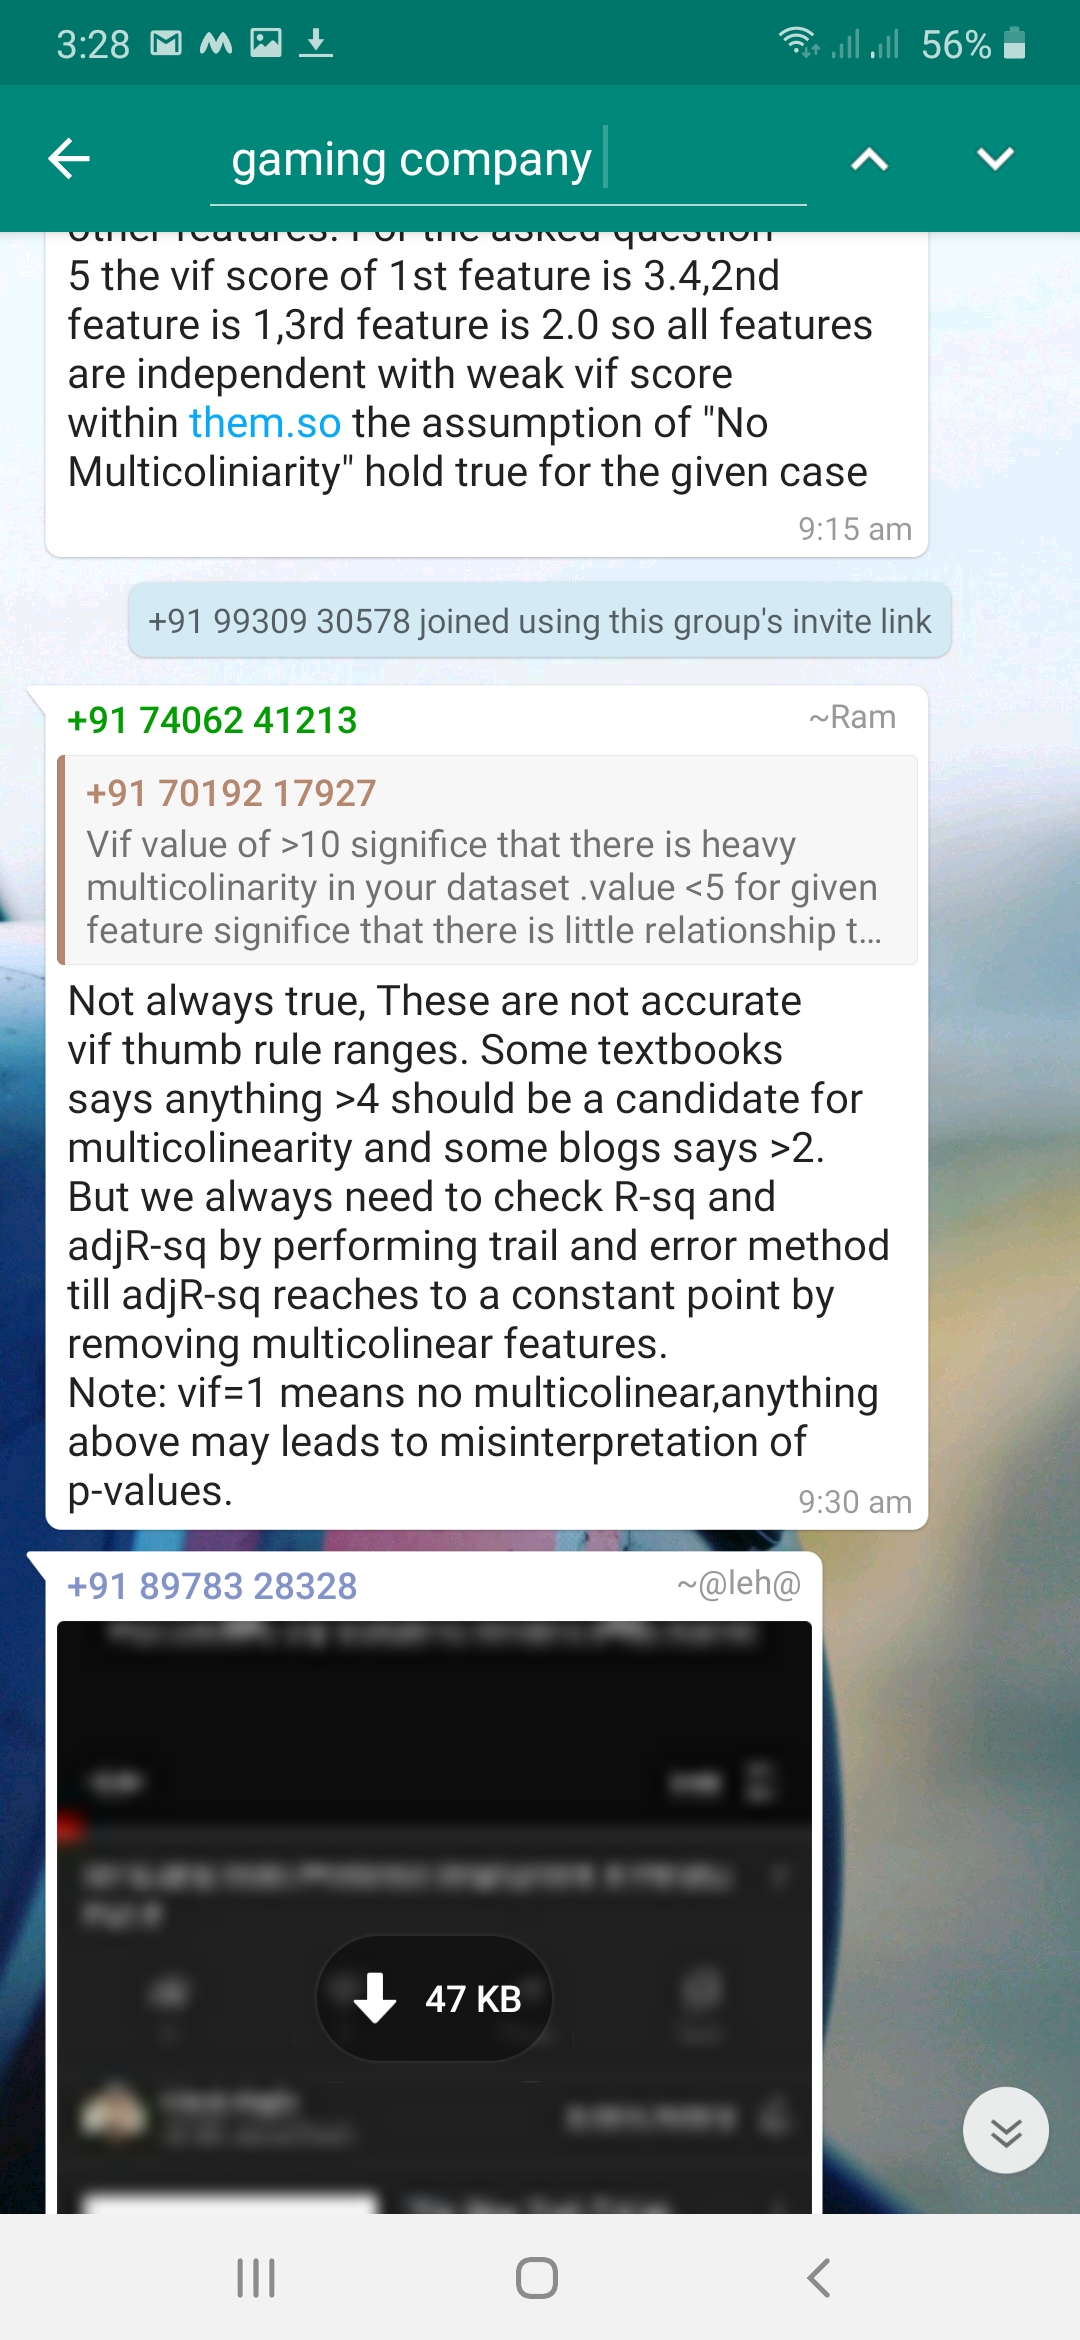 3:28
56%
gaming company
other features. For the asked question
5 the vif score of 1st feature is 3.4,2nd
feature is 1,3rd feature is 2.0 so all features
are independent with weak vif score
within them.so the assumption of "No
Multicoliniarity" hold true for the given case
9:15 am
+91 99309 30578 joined using this group's invite link
+91 74062 41213
~Ram
+91 70192 17927
Vif value of >10 significe that there is heavy
multicolinarity in your dataset .value <5 for given
feature significe that there is little relationship t...
Not always true, These are not accurate
vif thumb rule ranges. Some textbooks
says anything >4 should be a candidate for
multicolinearity and some blogs says >2.
But we always need to check R-sq and
adjR-sq by performing trail and error method
till adjR-sq reaches to a constant point by
removing multicolinear features.
Note: vif=1 means no multicolinear,anything
above may leads to misinterpretation of
p-values.
9:30 am
+91 89783 28328
~@leh@
47 KB